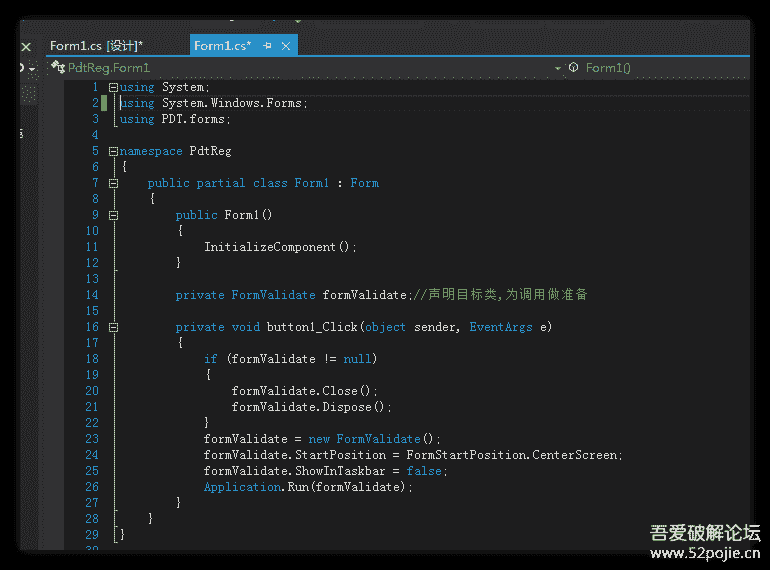 Form1.cs [设计]*
Form1.cs*
PdtReg.Form1
Form1()
1 using System;
2 using System.Windows.Forms;
3 using PDT.forms;
4
5 namespace PdtReg
6 {
7 public partial class Form1 : Form
8 {
9 public Form1()
10 {
11 InitializeComponent();
12 }
13
14 private FormValidate formValidate;//声明目标类,为调用做准备
15
16 private void button1_Click(object sender, EventArgs e)
17 {
18 if (formValidate != null)
19 {
20 formValidate.Close();
21 formValidate.Dispose();
22 }
23 formValidate = new FormValidate();
24 formValidate.StartPosition = FormStartPosition.CenterScreen;
25 formValidate.ShowInTaskbar = false;
26 Application.Run(formValidate);
27 }
28 }
29 }
吾爱破解论坛
www.52pojie.cn